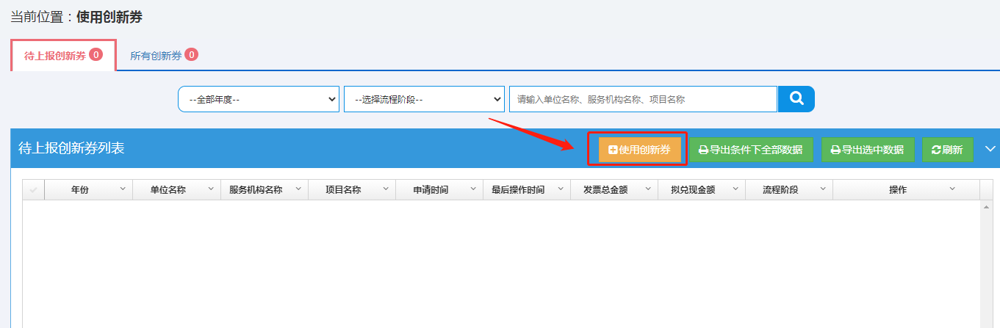 当前位置：使用创新券
待上报创新券 0 所有创新券 0
--全部年度-- --选择流程阶段-- 请输入单位名称、服务机构名称、项目名称
待上报创新券列表 使用创新券 导出条件下全部数据 导出选中数据 刷新
年份 单位名称 服务机构名称 项目名称 申请时间 最后操作时间 发票总金额 拟兑现金额 流程阶段 操作